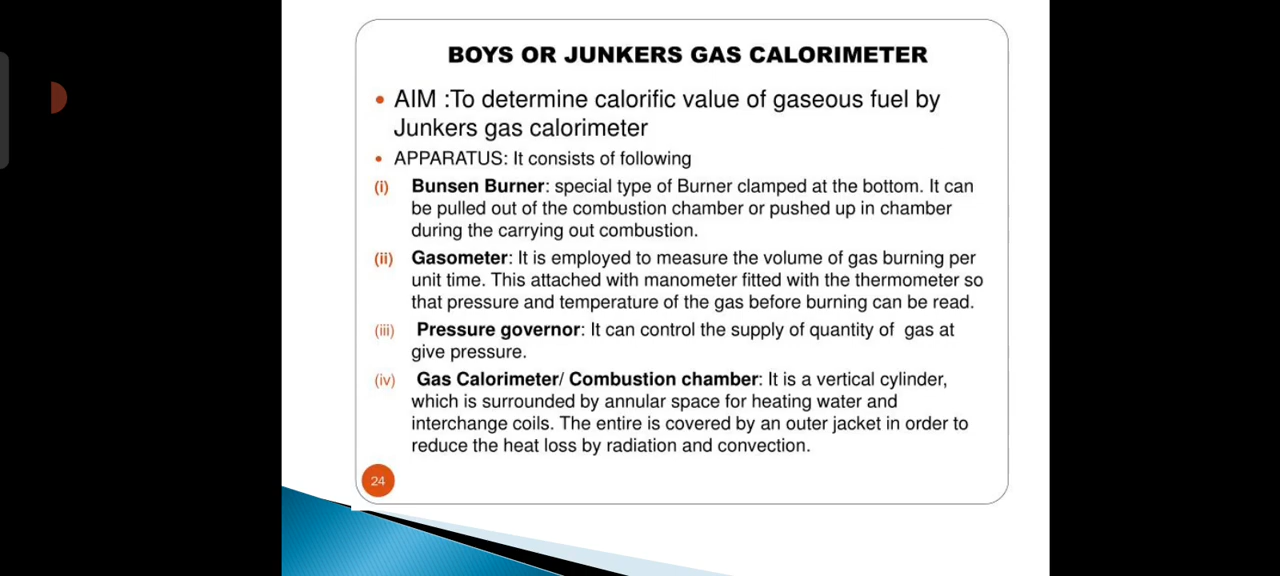 BOYS OR JUNKERS GAS CALORIMETER
• AIM :To determine calorific value of gaseous fuel by
Junkers gas calorimeter
• APPARATUS: It consists of following
(i) Bunsen Burner: special type of Burner clamped at the bottom. It can
be pulled out of the combustion chamber or pushed up in chamber
during the carrying out combustion.
(ii) Gasometer: It is employed to measure the volume of gas burning per
unit time. This attached with manometer fitted with the thermometer so
that pressure and temperature of the gas before burning can be read.
(iii) Pressure governor: It can control the supply of quantity of gas at
give pressure.
(iv) Gas Calorimeter/ Combustion chamber: It is a vertical cylinder,
which is surrounded by annular space for heating water and
interchange coils. The entire is covered by an outer jacket in order to
reduce the heat loss by radiation and convection.
24